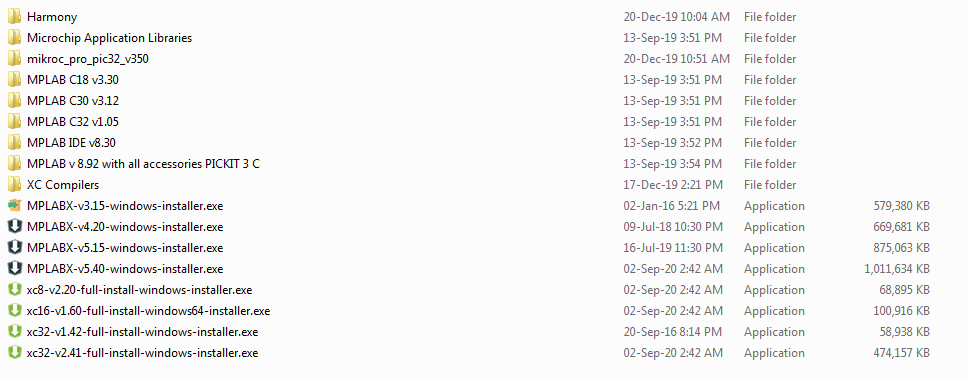 Harmony 20-Dec-19 10:04 AM File folder
Microchip Application Libraries 13-Sep-19 3:51 PM File folder
mikroc_pro_pic32_v350 20-Dec-19 10:51 AM File folder
MPLAB C18 v3.30 13-Sep-19 3:51 PM File folder
MPLAB C30 v3.12 13-Sep-19 3:51 PM File folder
MPLAB C32 v1.05 13-Sep-19 3:51 PM File folder
MPLAB IDE v8.30 13-Sep-19 3:52 PM File folder
MPLAB v 8.92 with all accessories PICKIT 3 C 13-Sep-19 3:54 PM File folder
XC Compilers 17-Dec-19 2:21 PM File folder
MPLABX-v3.15-windows-installer.exe 02-Jan-16 5:21 PM Application 579,380 KB
MPLABX-v4.20-windows-installer.exe 09-Jul-18 10:30 PM Application 669,681 KB
MPLABX-v5.15-windows-installer.exe 16-Jul-19 11:30 PM Application 875,063 KB
MPLABX-v5.40-windows-installer.exe 02-Sep-20 2:42 AM Application 1,011,634 KB
xc8-v2.20-full-install-windows-installer.exe 02-Sep-20 2:42 AM Application 68,895 KB
xc16-v1.60-full-install-windows64-installer.exe 02-Sep-20 2:42 AM Application 100,916 KB
xc32-v1.42-full-install-windows-installer.exe 20-Sep-16 8:14 PM Application 58,938 KB
xc32-v2.41-full-install-windows-installer.exe 02-Sep-20 2:42 AM Application 474,157 KB